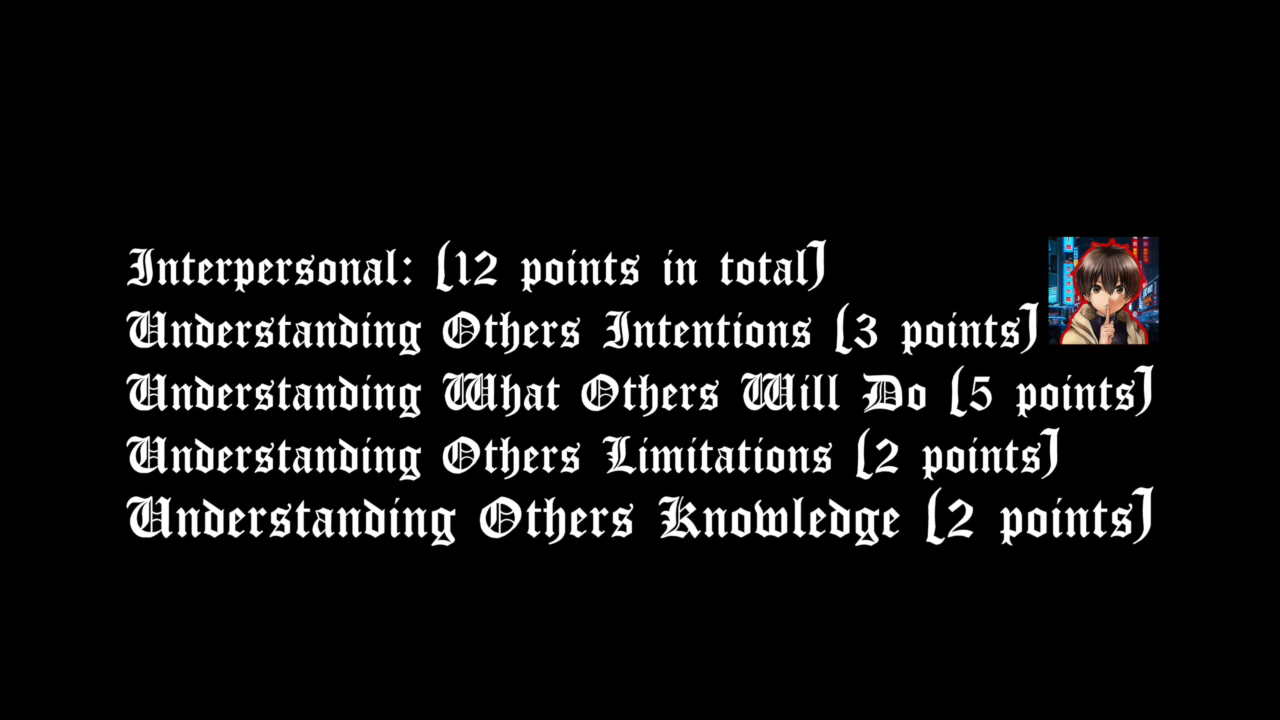 Interpersonal: (12 points in total)
Understanding Others Intentions (3 points)
Understanding What Others Will Do (5 points)
Understanding Others Limitations (2 points)
Understanding Others Knowledge (2 points)